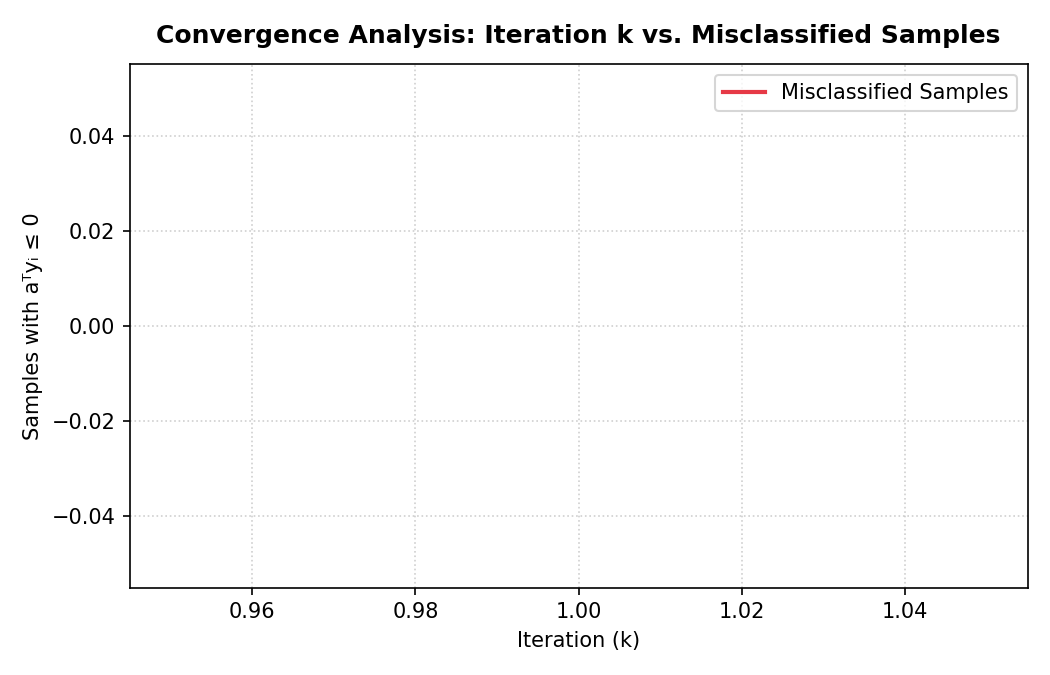 Convergence Analysis: Iteration k vs. Misclassified Samples
Misclassified Samples
Samples with aᵀyᵢ ≤ 0
0.04
0.02
0.00
−0.02
−0.04
0.96 0.98 1.00 1.02 1.04
Iteration (k)